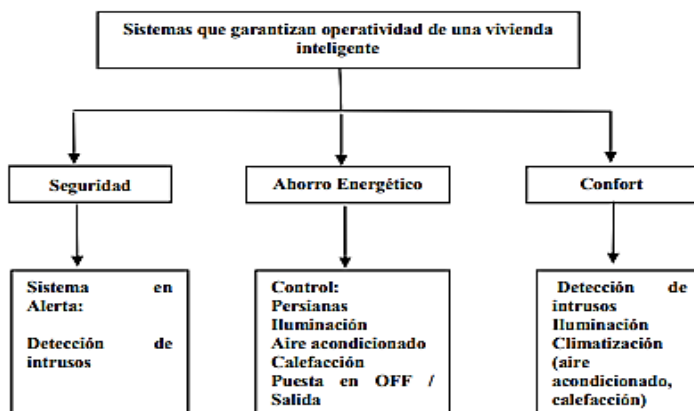 Sistemas que garantizan operatividad de una vivienda
inteligente
Seguridad
Ahorro Energético
Confort
Sistema en
Alerta:
Detección de
intrusos
Control:
Persianas
Iluminación
Aire acondicionado
Calefacción
Puesta en OFF /
Salida
Detección de
intrusos
Iluminación
Climatización
(aire
acondicionado,
calefacción)